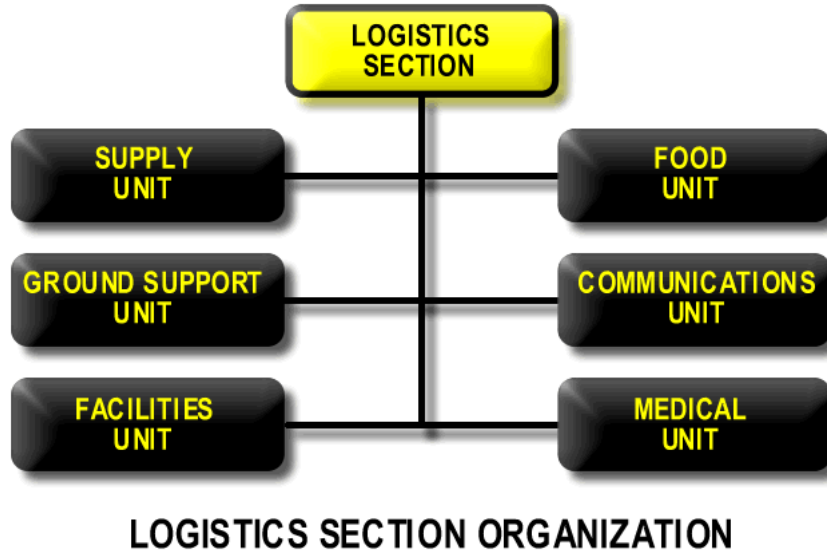 LOGISTICS
SECTION
SUPPLY
UNIT
FOOD
UNIT
GROUND SUPPORT
UNIT
COMMUNICATIONS
UNIT
FACILITIES
UNIT
MEDICAL
UNIT
LOGISTICS SECTION ORGANIZATION